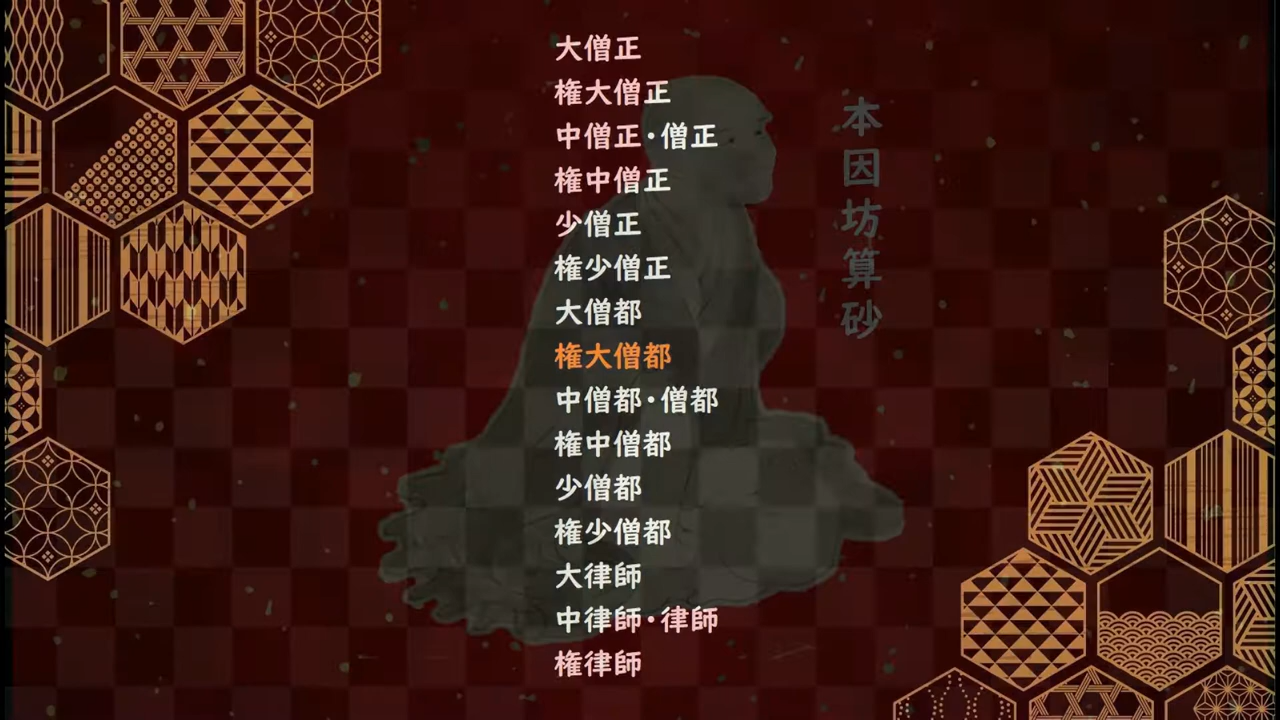 大僧正
権大僧正
中僧正・僧正
権中僧正
少僧正
権少僧正
大僧都
権大僧都
中僧都・僧都
権中僧都
少僧都
権少僧都
大律師
中律師・律師
権律師
本因坊算砂